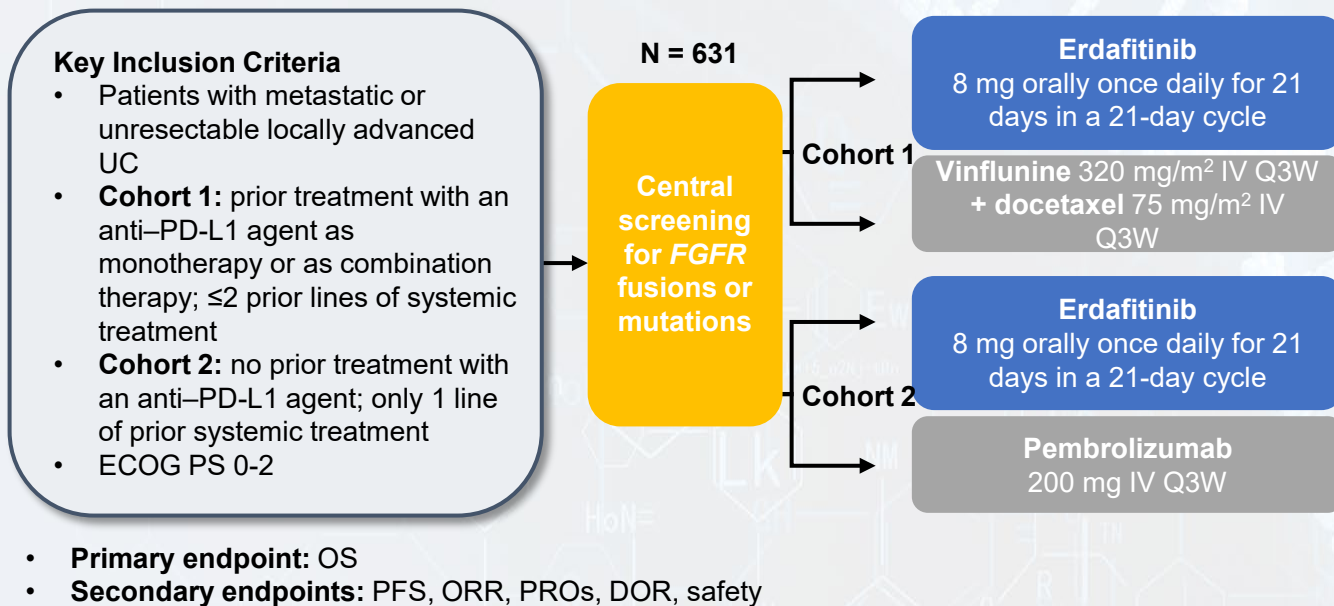 Key Inclusion Criteria
• Patients with metastatic or
unresectable locally advanced
UC
• Cohort 1: prior treatment with an
anti–PD-L1 agent as
monotherapy or as combination
therapy; ≤2 prior lines of systemic
treatment
• Cohort 2: no prior treatment with
an anti–PD-L1 agent; only 1 line
of prior systemic treatment
• ECOG PS 0-2
N = 631
Central
screening
for FGFR
fusions or
mutations
Cohort 1
Erdafitinib
8 mg orally once daily for 21
days in a 21-day cycle
Vinflunine 320 mg/m² IV Q3W
+ docetaxel 75 mg/m² IV
Q3W
Cohort 2
Erdafitinib
8 mg orally once daily for 21
days in a 21-day cycle
Pembrolizumab
200 mg IV Q3W
• Primary endpoint: OS
• Secondary endpoints: PFS, ORR, PROs, DOR, safety
Lk
NM
HoN=
TN
R